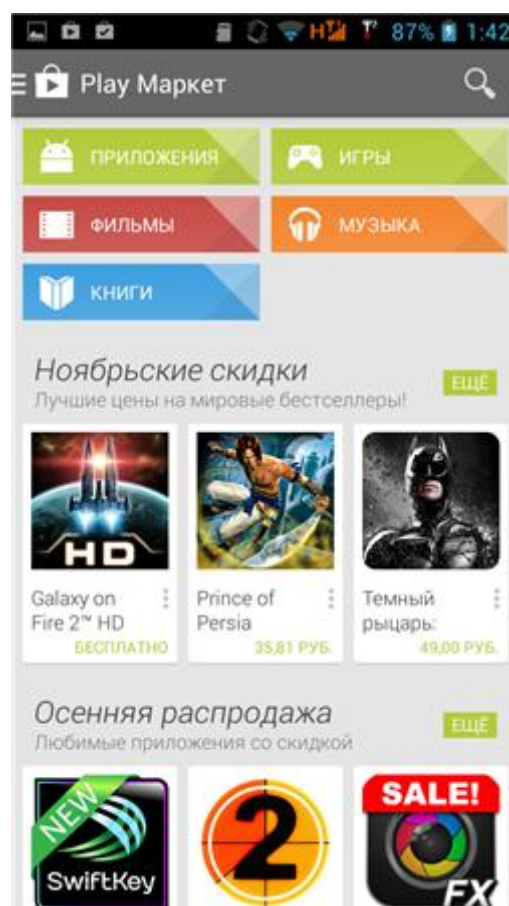 87% 1:42
Play Маркет
ПРИЛОЖЕНИЯ
ИГРЫ
ФИЛЬМЫ
МУЗЫКА
КНИГИ
Ноябрьские скидки
ЕЩЁ
Лучшие цены на мировые бестселлеры!
HD
Galaxy on
Fire 2™ HD
БЕСПЛАТНО
Prince of
Persia
35,81 РУБ.
Темный
рыцарь:
49,00 РУБ.
Осенняя распродажа
ЕЩЁ
Любимые приложения со скидкой
NEW
SwiftKey
2
SALE!
FX